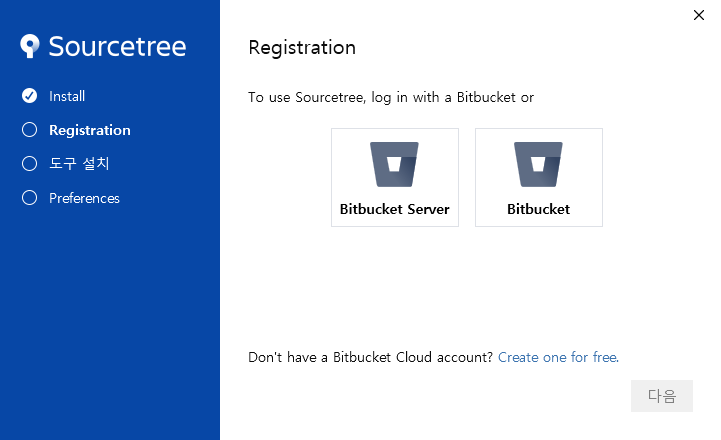 Sourcetree
Install
Registration
도구 설치
Preferences
Registration
To use Sourcetree, log in with a Bitbucket or
Bitbucket Server
Bitbucket
Don't have a Bitbucket Cloud account? Create one for free.
다음